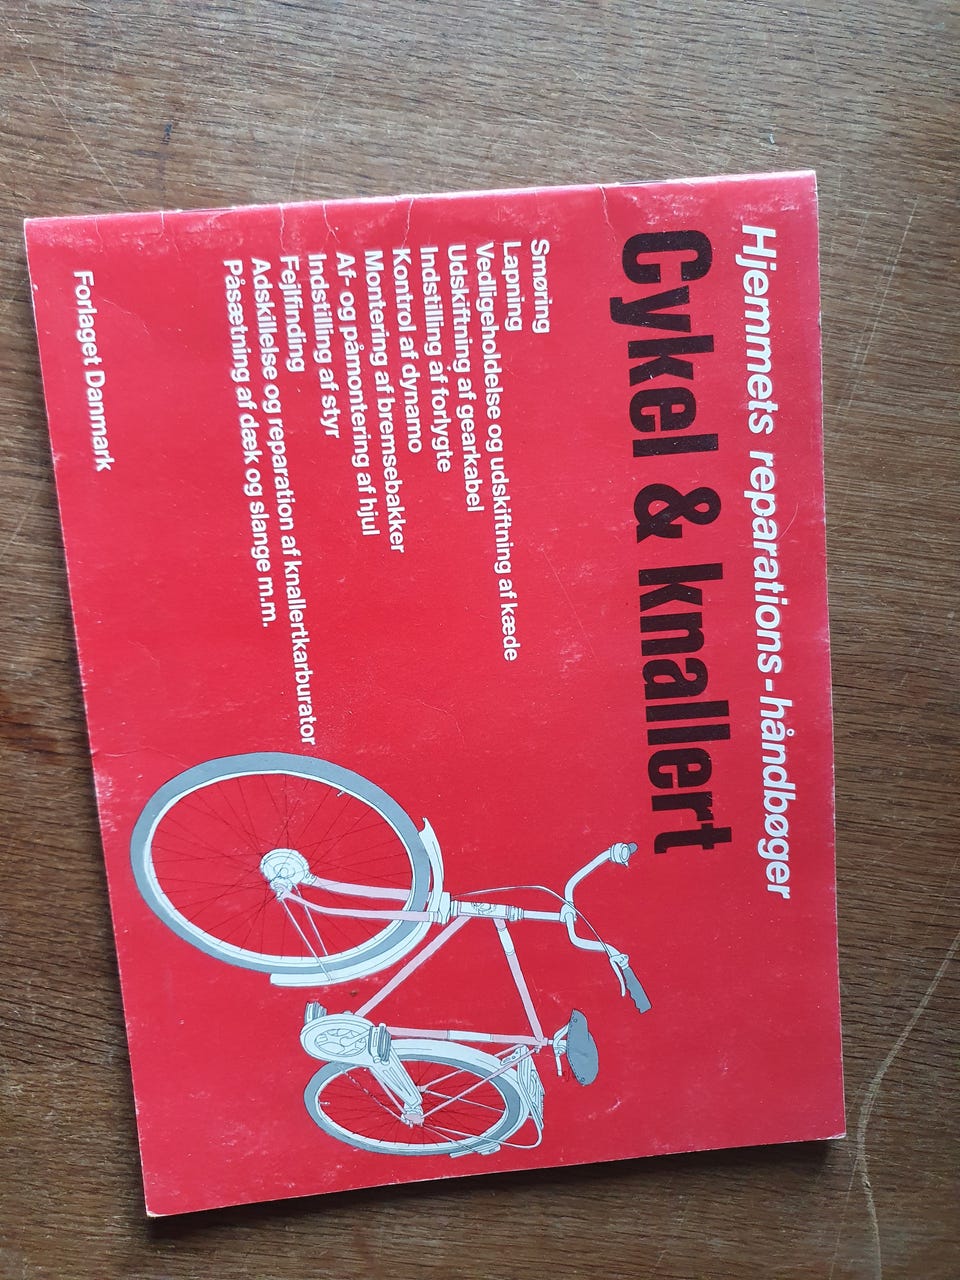 Hjemmets reparations-håndbøger
Cykel & knallert
Smøring
Lapning
Vedligeholdelse og udskiftning af kæde
Udskiftning af gearkabel
Indstilling af forlygte
Kontrol af dynamo
Montering af bremsebakker
Af- og påmontering af hjul
Indstilling af styr
Fejlfinding
Adskillelse og reparation af knallertkarburator
Påsætning af dæk og slange m.m.
Forlaget Danmark